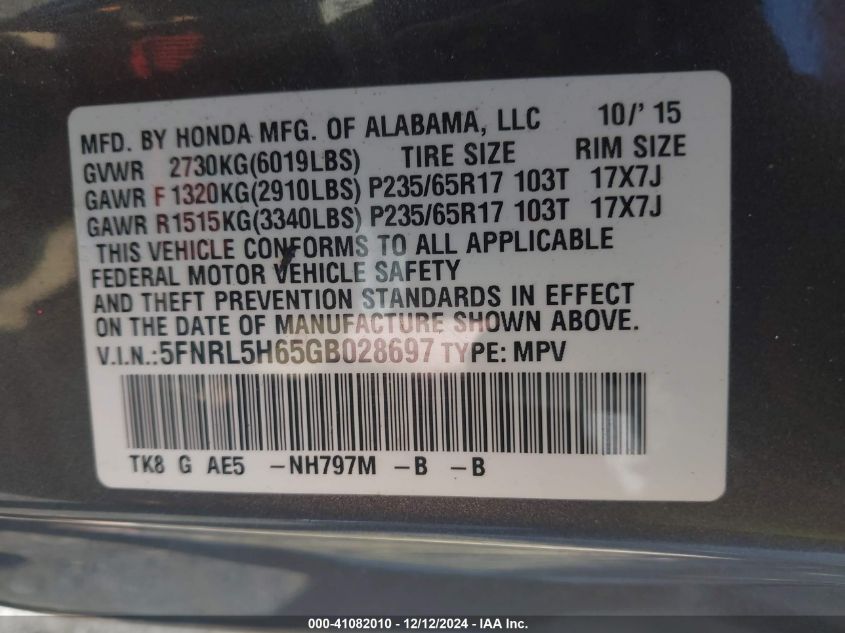 MFD. BY HONDA MFG. OF ALABAMA, LLC 10/' 15
GVWR 2730KG(6019LBS) TIRE SIZE RIM SIZE
GAWR F 1320KG(2910LBS) P235/65R17 103T 17X7J
GAWR R1515KG(3340LBS) P235/65R17 103T 17X7J
THIS VEHICLE CONFORMS TO ALL APPLICABLE
FEDERAL MOTOR VEHICLE SAFETY
AND THEFT PREVENTION STANDARDS IN EFFECT
ON THE DATE OF MANUFACTURE SHOWN ABOVE.
V.I.N.:5FNRL5H65GB028697 TYPE: MPV
TK8 G AE5 -NH797M -B -B
000-41082010 - 12/12/2024 - IAA Inc.